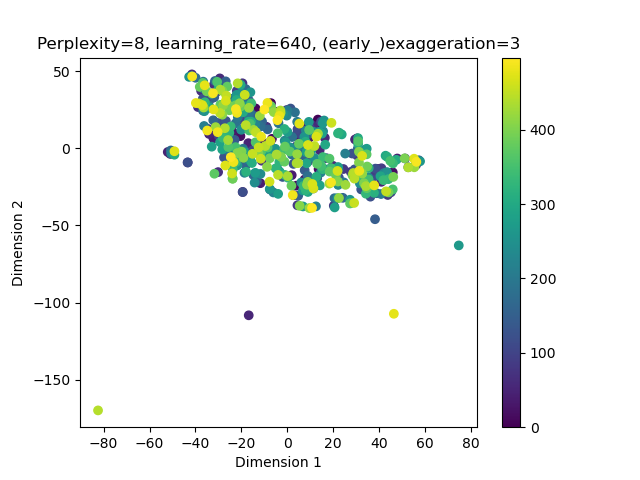 Perplexity=8, learning_rate=640, (early_)exaggeration=3
50
0
−50
−100
−150
Dimension 2
−80 −60 −40 −20 0 20 40 60 80
Dimension 1
400
300
200
100
0